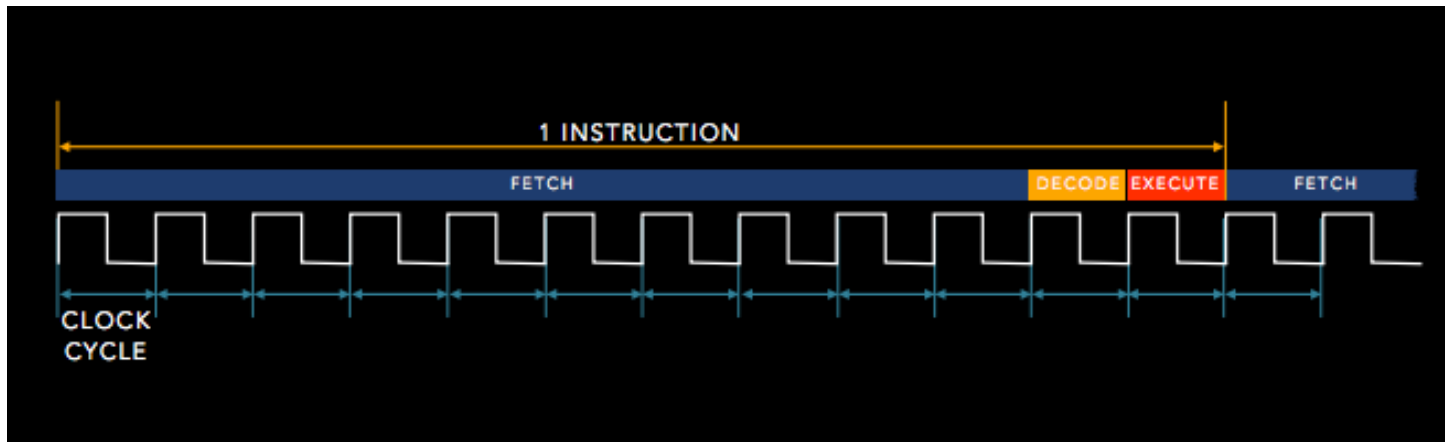 1 INSTRUCTION
FETCH DECODE EXECUTE FETCH
CLOCK
CYCLE